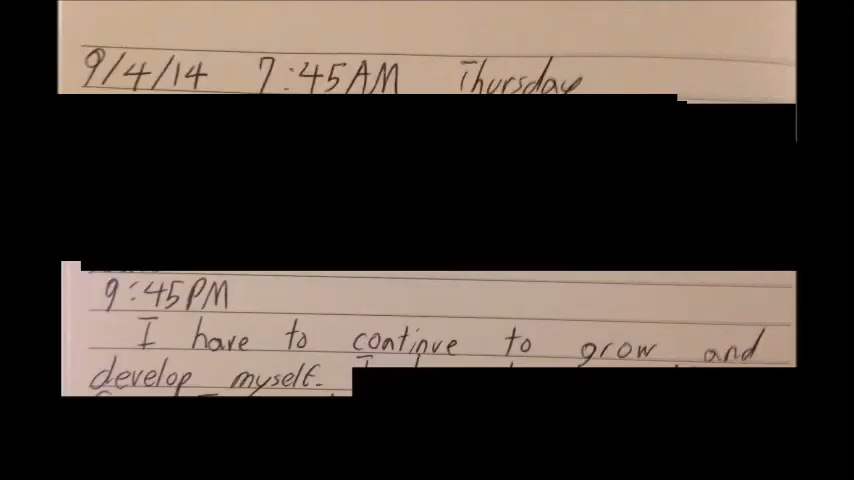 9/4/14 7:45AM Thursday
9:45PM
I have to continue to grow and
develop myself.